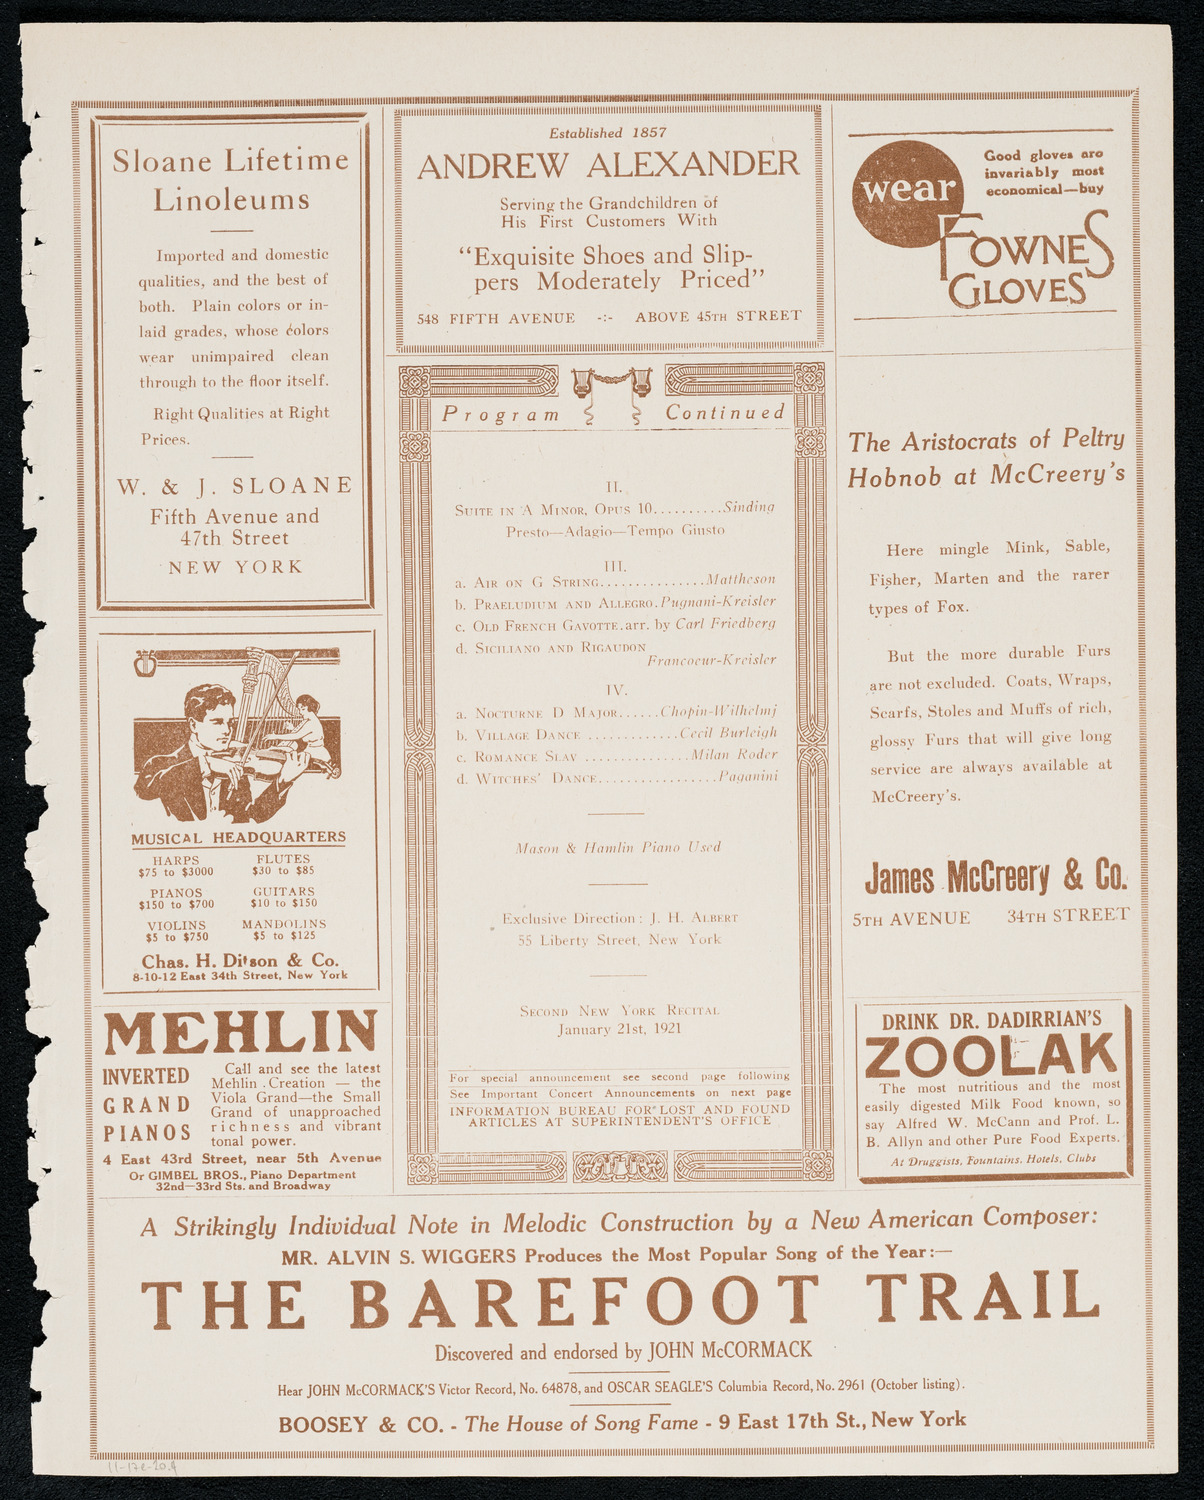 Sloane Lifetime
Linoleums
Imported and domestic
qualities, and the best of
both. Plain colors or in-
laid grades, whose colors
wear unimpaired clean
through to the floor itself.
Right Qualities at Right
Prices.
W. & J. SLOANE
Fifth Avenue and
47th Street
NEW YORK
MUSICAL HEADQUARTERS
HARPS FLUTES
$75 to $3000 $30 to $85
PIANOS GUITARS
$150 to $700 $10 to $150
VIOLINS MANDOLINS
$5 to $750 $5 to $125
Chas. H. Ditson & Co.
8-10-12 East 34th Street, New York
MEHLIN
INVERTED
GRAND
PIANOS
Call and see the latest
Mehlin Creation — the
Viola Grand—the Small
Grand of unapproached
richness and vibrant
tonal power.
4 East 43rd Street, near 5th Avenue
Or GIMBEL BROS., Piano Department
32nd—33rd Sts. and Broadway
Established 1857
ANDREW ALEXANDER
Serving the Grandchildren of
His First Customers With
“Exquisite Shoes and Slip-
pers Moderately Priced”
548 FIFTH AVENUE -:- ABOVE 45TH STREET
Program Continued
II.
SUITE IN A MINOR, OPUS 10..........Sinding
Presto—Adagio—Tempo Giusto
III.
a. AIR ON G STRING...............Mattheson
b. PRAELUDIUM AND ALLEGRO.Pugnani-Kreisler
c. OLD FRENCH GAVOTTE.arr. by Carl Friedberg
d. SICILIANO AND RIGAUDON
Francoeur-Kreisler
IV.
a. NOCTURNE D MAJOR......Chopin-Wilhelmj
b. VILLAGE DANCE .............Cecil Burleigh
c. ROMANCE SLAV ...............Milan Roder
d. WITCHES' DANCE.................Paganini
Mason & Hamlin Piano Used
Exclusive Direction: J. H. ALBERT
55 Liberty Street, New York
SECOND NEW YORK RECITAL
January 21st, 1921
For special announcement see second page following
See Important Concert Announcements on next page
INFORMATION BUREAU FOR LOST AND FOUND
ARTICLES AT SUPERINTENDENT'S OFFICE
wear
Good gloves are
invariably most
economical—buy
FOWNES
GLOVES
The Aristocrats of Peltry
Hobnob at McCreery's
Here mingle Mink, Sable,
Fisher, Marten and the rarer
types of Fox.
But the more durable Furs
are not excluded. Coats, Wraps,
Scarfs, Stoles and Muffs of rich,
glossy Furs that will give long
service are always available at
McCreery's.
James McCreery & Co.
5TH AVENUE 34TH STREET
DRINK DR. DADIRRIAN'S
ZOOLAK
The most nutritious and the most
easily digested Milk Food known, so
say Alfred W. McCann and Prof. L.
B. Allyn and other Pure Food Experts.
At Druggists, Fountains, Hotels, Clubs
A Strikingly Individual Note in Melodic Construction by a New American Composer:
MR. ALVIN S. WIGGERS Produces the Most Popular Song of the Year:—
THE BAREFOOT TRAIL
Discovered and endorsed by JOHN McCORMACK
Hear JOHN McCORMACK'S Victor Record, No. 64878, and OSCAR SEAGLE'S Columbia Record, No. 2961 (October listing).
BOOSEY & CO. - The House of Song Fame - 9 East 17th St., New York